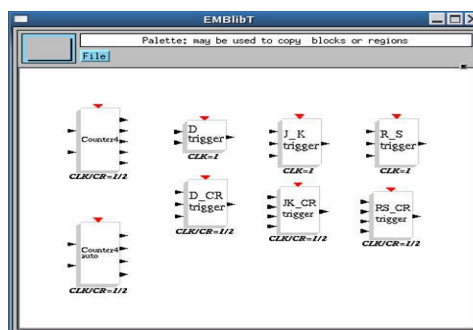 EMBlibT
Palette: may be used to copy blocks or regions
File
Counter4
CLK/CR=1/2
D
trigger
CLK=1
J_K
trigger
CLK=1
R_S
trigger
CLK=1
D_CR
trigger
CLK/CR=1/2
JK_CR
trigger
CLK/CR=1/2
RS_CR
trigger
CLK/CR=1/2
Counter4
auto
CLK/CR=1/2